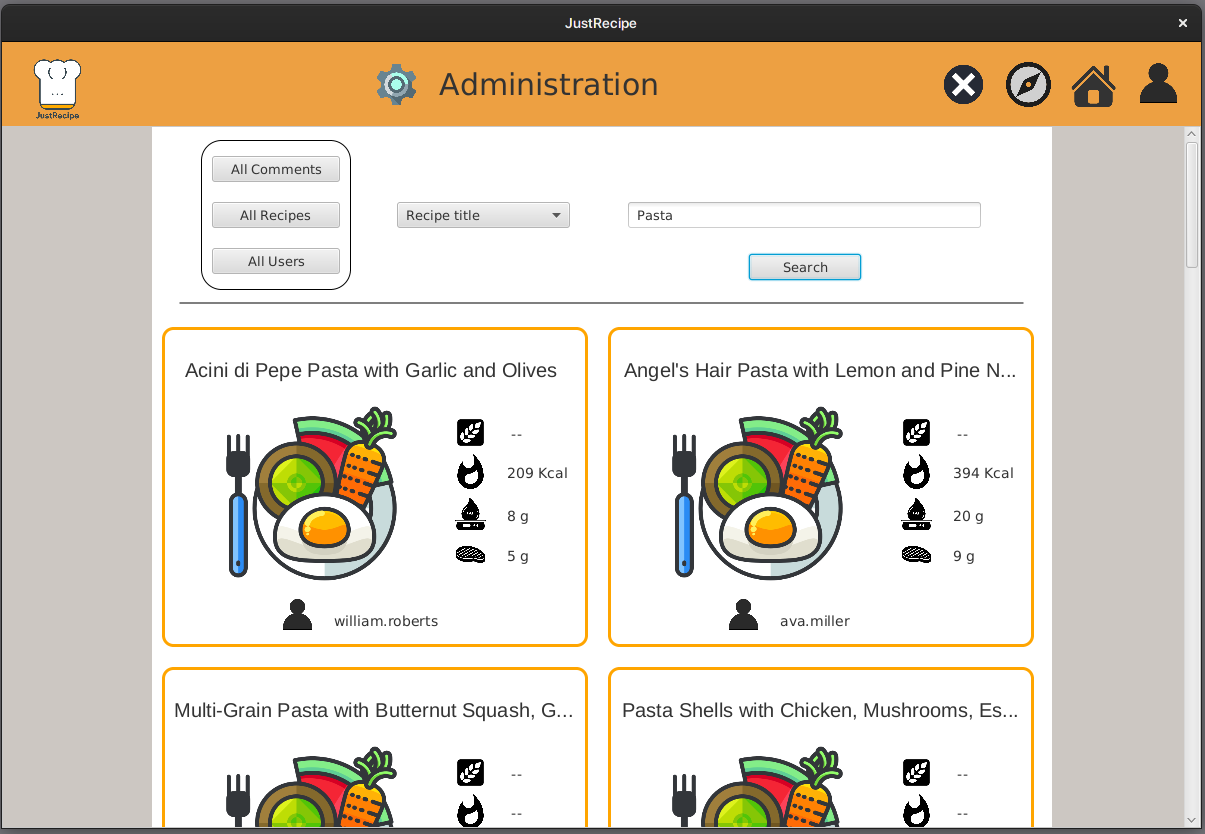 JustRecipe
{ }
...
JustRecipe
Administration
All Comments
All Recipes
All Users
Recipe title
Pasta
Search
Acini di Pepe Pasta with Garlic and Olives
--
209 Kcal
8 g
5 g
william.roberts
Angel's Hair Pasta with Lemon and Pine N...
--
394 Kcal
20 g
9 g
ava.miller
Multi-Grain Pasta with Butternut Squash, G...
--
--
Pasta Shells with Chicken, Mushrooms, Es...
--
--